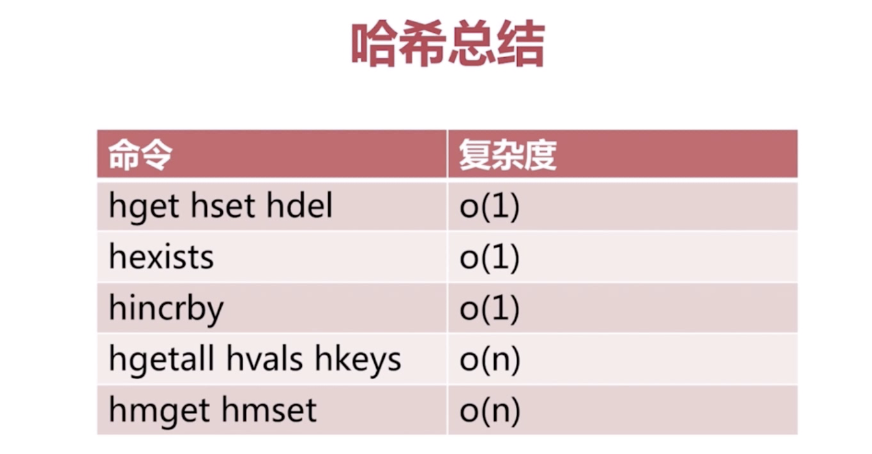 哈希总结
命令 复杂度
hget hset hdel o(1)
hexists o(1)
hincrby o(1)
hgetall hvals hkeys o(n)
hmget hmset o(n)